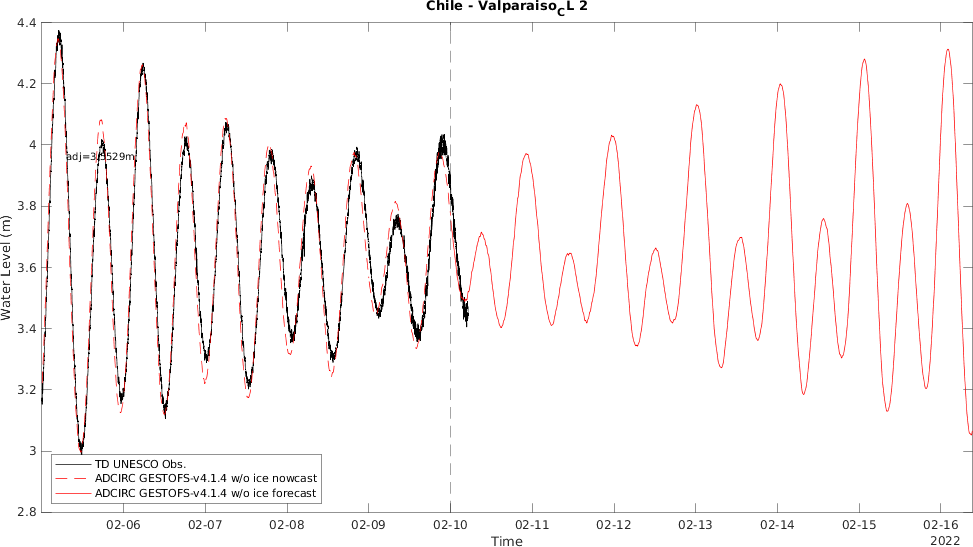 Chile - Valparaiso_CL 2
4.4
4.2
4
3.8
3.6
3.4
3.2
3
2.8
Water Level (m)
adj=3.5529m
TD UNESCO Obs.
ADCIRC GESTOFS-v4.1.4 w/o ice nowcast
ADCIRC GESTOFS-v4.1.4 w/o ice forecast
02-06 02-07 02-08 02-09 02-10 02-11 02-12 02-13 02-14 02-15 02-16
Time 2022